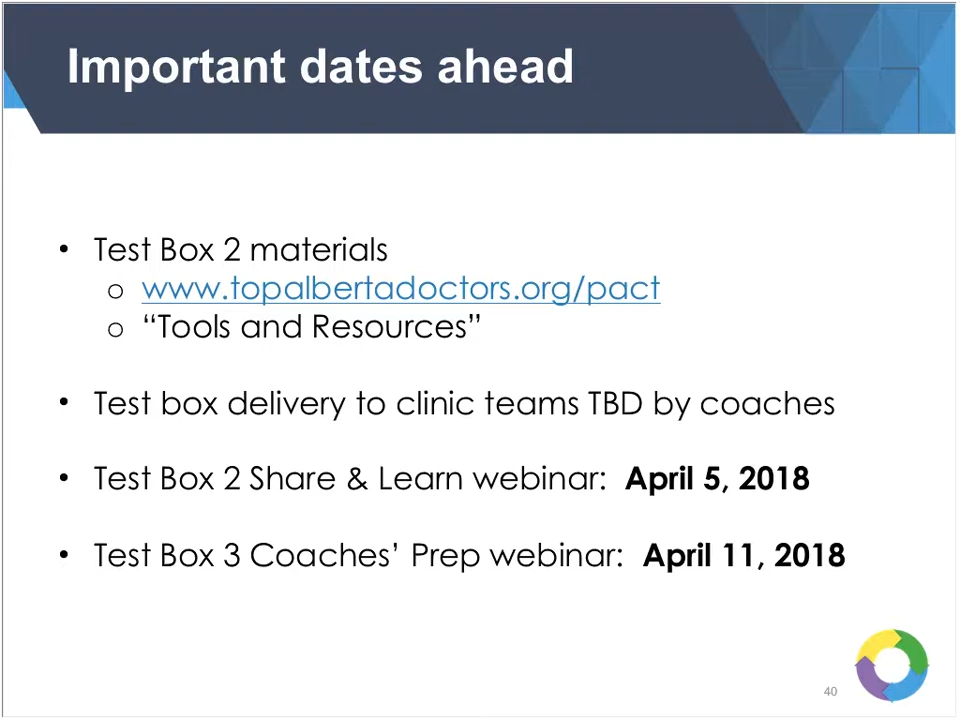 Important dates ahead
• Test Box 2 materials
o www.topalbertadoctors.org/pact
o “Tools and Resources”
• Test box delivery to clinic teams TBD by coaches
• Test Box 2 Share & Learn webinar: April 5, 2018
• Test Box 3 Coaches’ Prep webinar: April 11, 2018
40